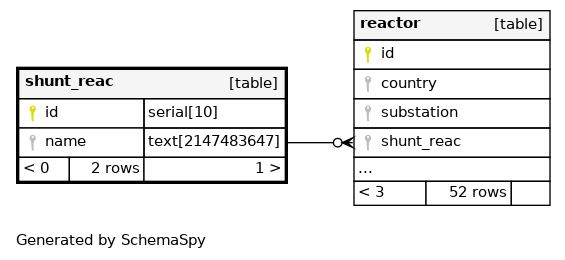 shunt_reac [table]
id serial[10]
name text[2147483647]
< 0 2 rows 1 >
reactor [table]
id
country
substation
shunt_reac
...
< 3 52 rows
Generated by SchemaSpy